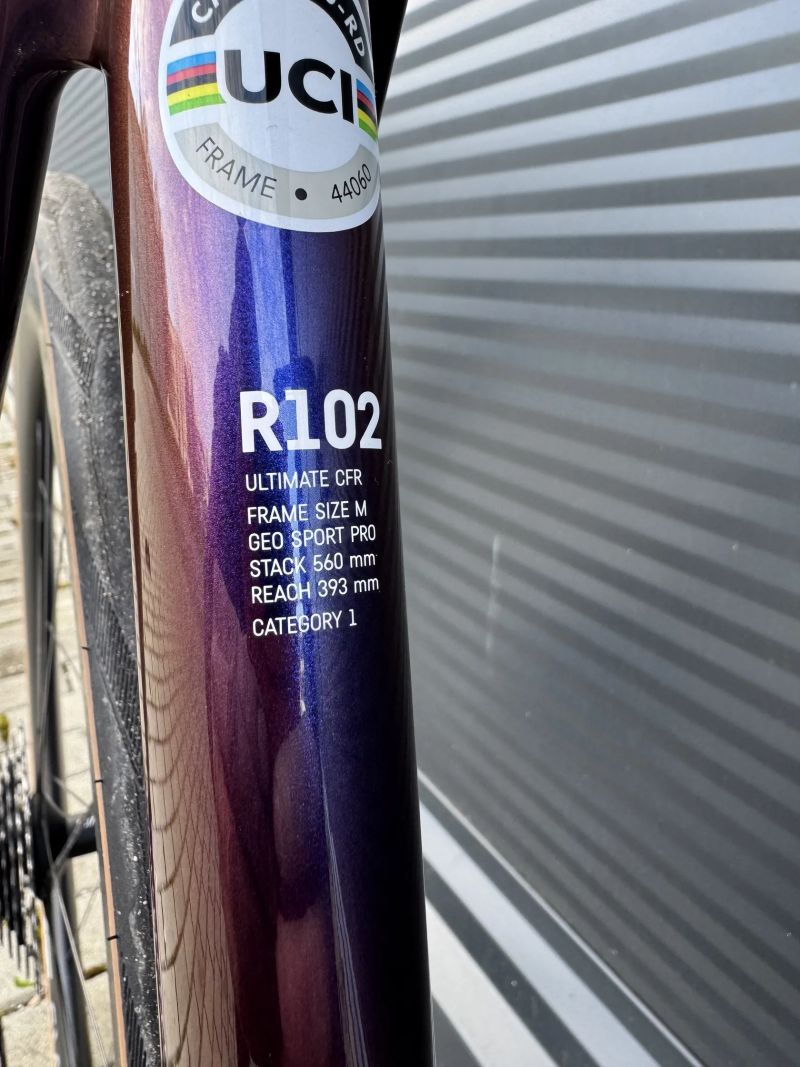 UCI
FRAME • 44060
R102
ULTIMATE CFR
FRAME SIZE M
GEO SPORT PRO
STACK 560 mm
REACH 393 mm
CATEGORY 1